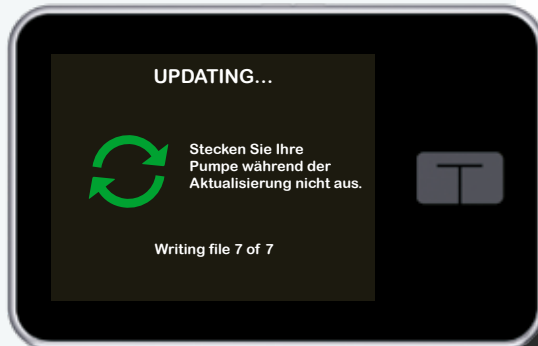 UPDATING...
Stecken Sie Ihre
Pumpe während der
Aktualisierung nicht aus.
Writing file 7 of 7